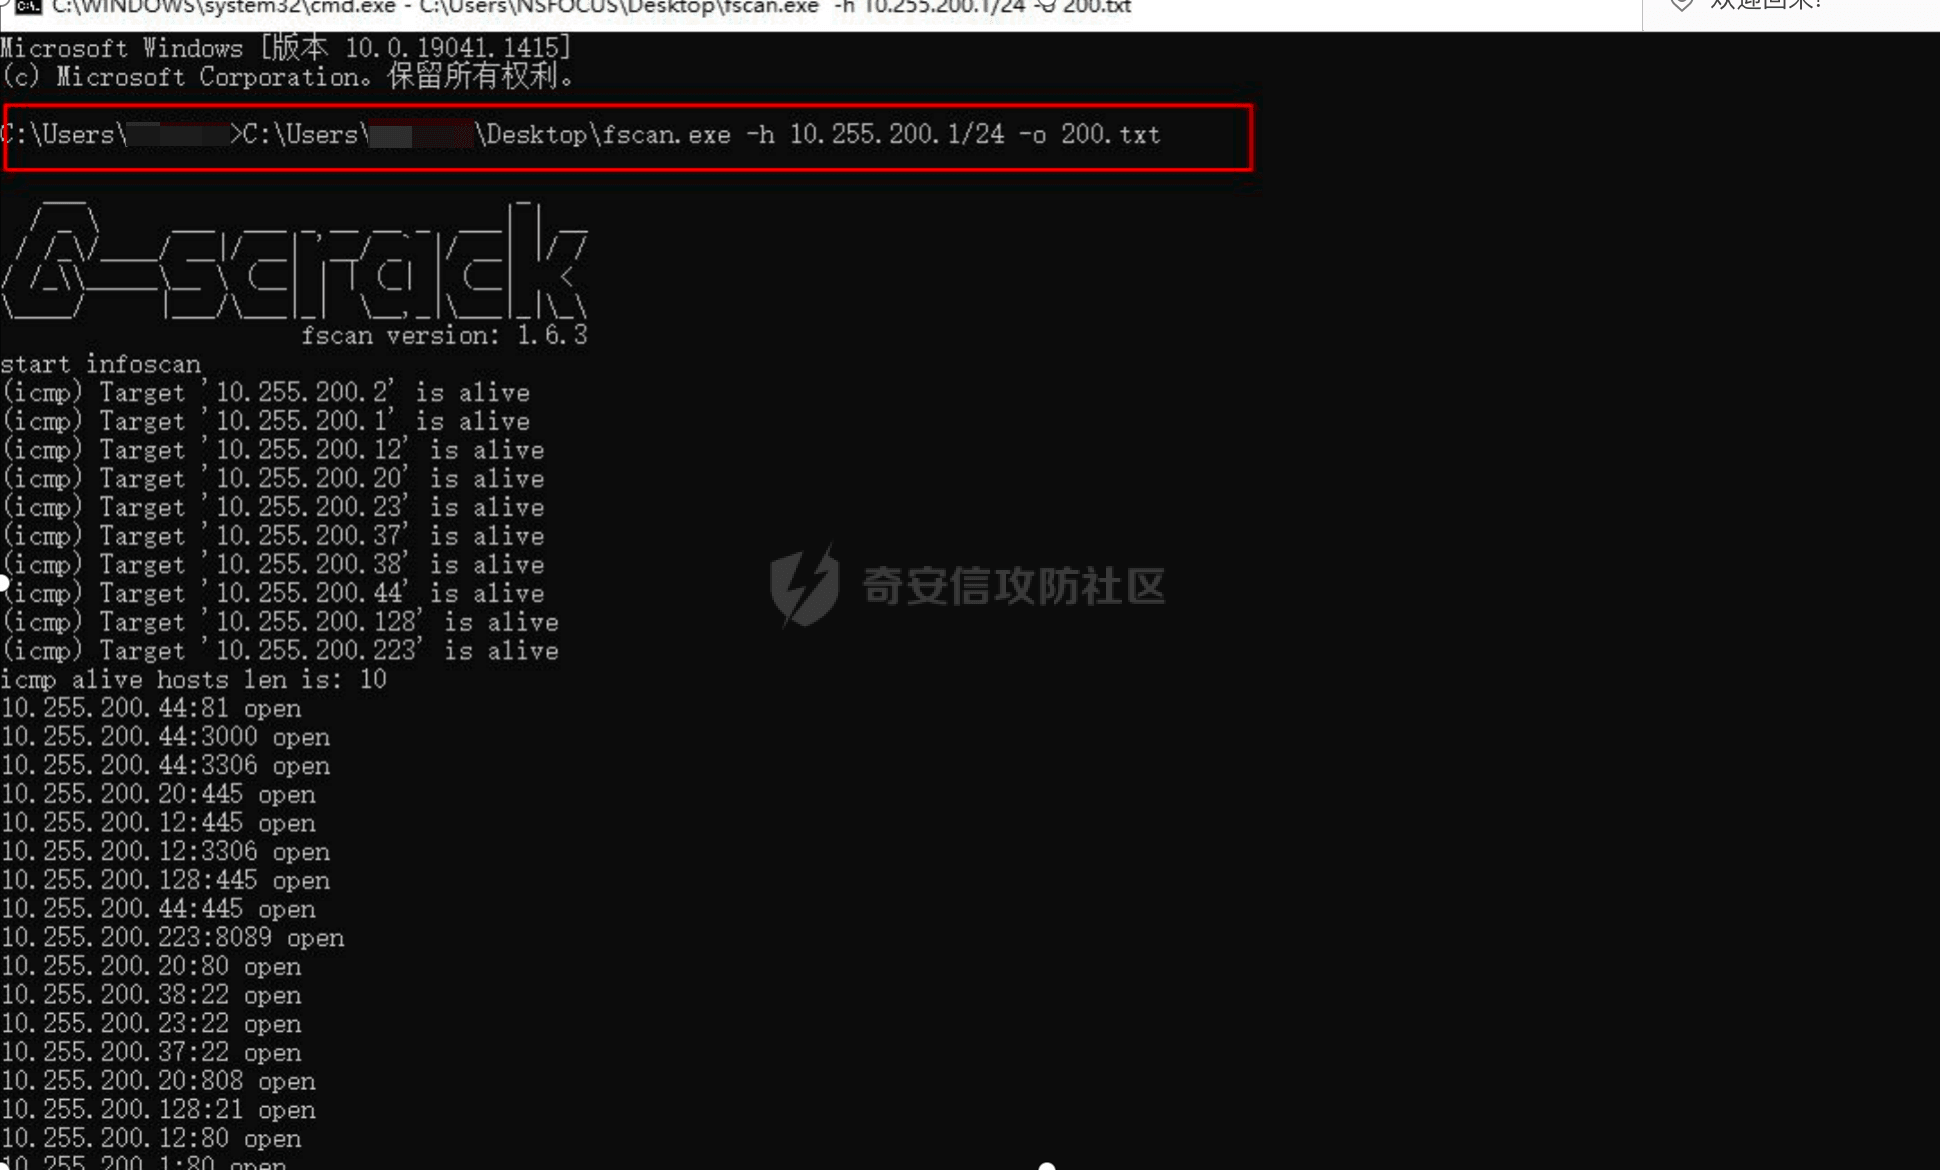 C:\WINDOWS\system32\cmd.exe - C:\Users\NSFOCUS\Desktop\fscan.exe -h 10.255.200.1/24 -o 200.txt
欢迎回来!
Microsoft Windows [版本 10.0.19041.1415]
(c) Microsoft Corporation。保留所有权利。
C:\Users\ >C:\Users\ \Desktop\fscan.exe -h 10.255.200.1/24 -o 200.txt
fscan version: 1.6.3
start infoscan
(icmp) Target '10.255.200.2' is alive
(icmp) Target '10.255.200.1' is alive
(icmp) Target '10.255.200.12' is alive
(icmp) Target '10.255.200.20' is alive
(icmp) Target '10.255.200.23' is alive
(icmp) Target '10.255.200.37' is alive
(icmp) Target '10.255.200.38' is alive
(icmp) Target '10.255.200.44' is alive
(icmp) Target '10.255.200.128' is alive
(icmp) Target '10.255.200.223' is alive
icmp alive hosts len is: 10
10.255.200.44:81 open
10.255.200.44:3000 open
10.255.200.44:3306 open
10.255.200.20:445 open
10.255.200.12:445 open
10.255.200.12:3306 open
10.255.200.128:445 open
10.255.200.44:445 open
10.255.200.223:8089 open
10.255.200.20:80 open
10.255.200.38:22 open
10.255.200.23:22 open
10.255.200.37:22 open
10.255.200.20:808 open
10.255.200.128:21 open
10.255.200.12:80 open
10.255.200.1:80 open
奇安信攻防社区